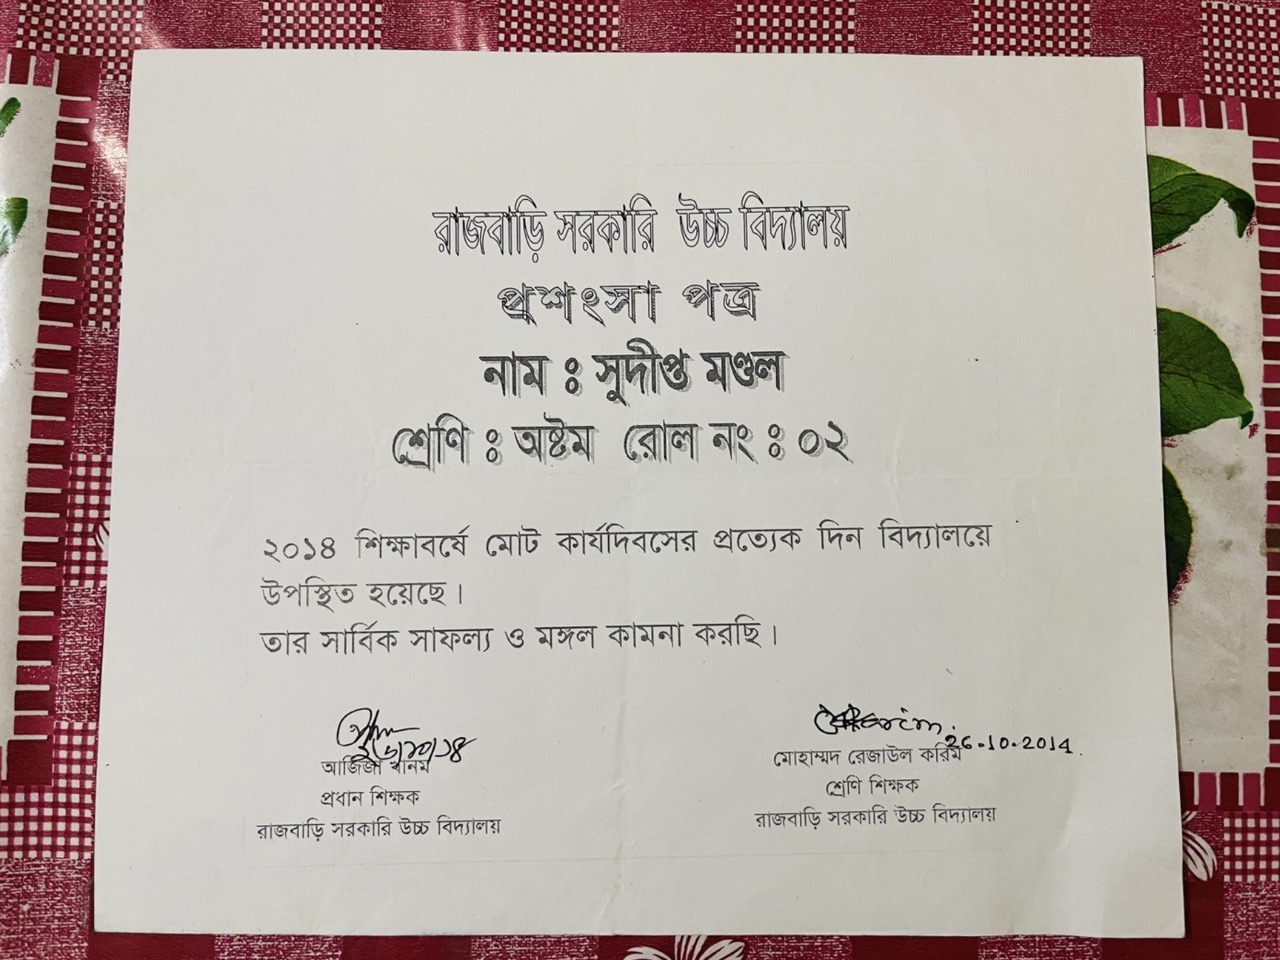 রাজবাড়ি সরকারি উচ্চ বিদ্যালয়
প্রশংসা পত্র
নাম : সুদীপ্ত মণ্ডল
শ্রেণি : অষ্টম রোল নং : ০২
২০১৪ শিক্ষাবর্ষে মোট কার্যদিবসের প্রত্যেক দিন বিদ্যালয়ে
উপস্থিত হয়েছে।
তার সার্বিক সাফল্য ও মঙ্গল কামনা করছি।
আজিজা খানম
প্রধান শিক্ষক
রাজবাড়ি সরকারি উচ্চ বিদ্যালয়
26.10.2014.
মোহাম্মদ রেজাউল করিম
শ্রেণি শিক্ষক
রাজবাড়ি সরকারি উচ্চ বিদ্যালয়